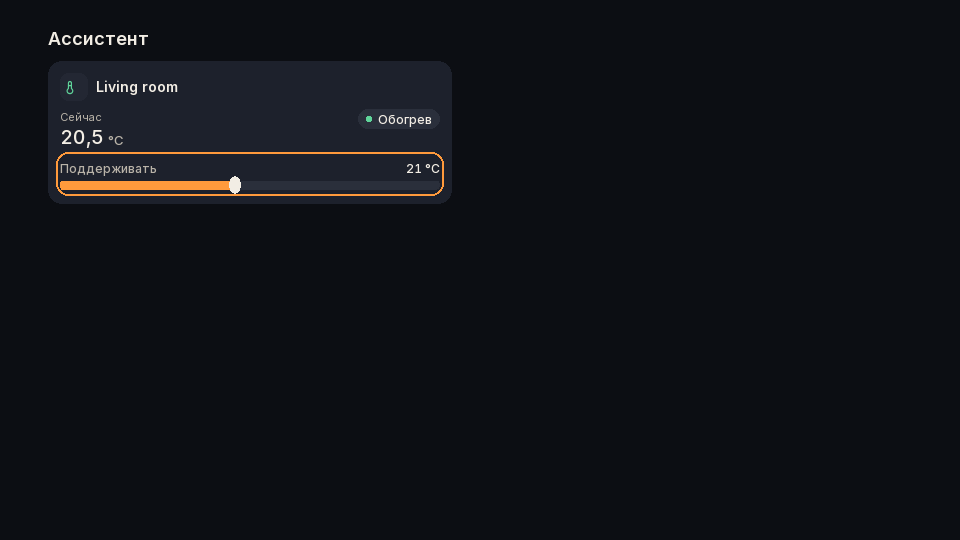 Ассистент
Living room
Сейчас
Обогрев
20,5 °C
Поддерживать 21 °C